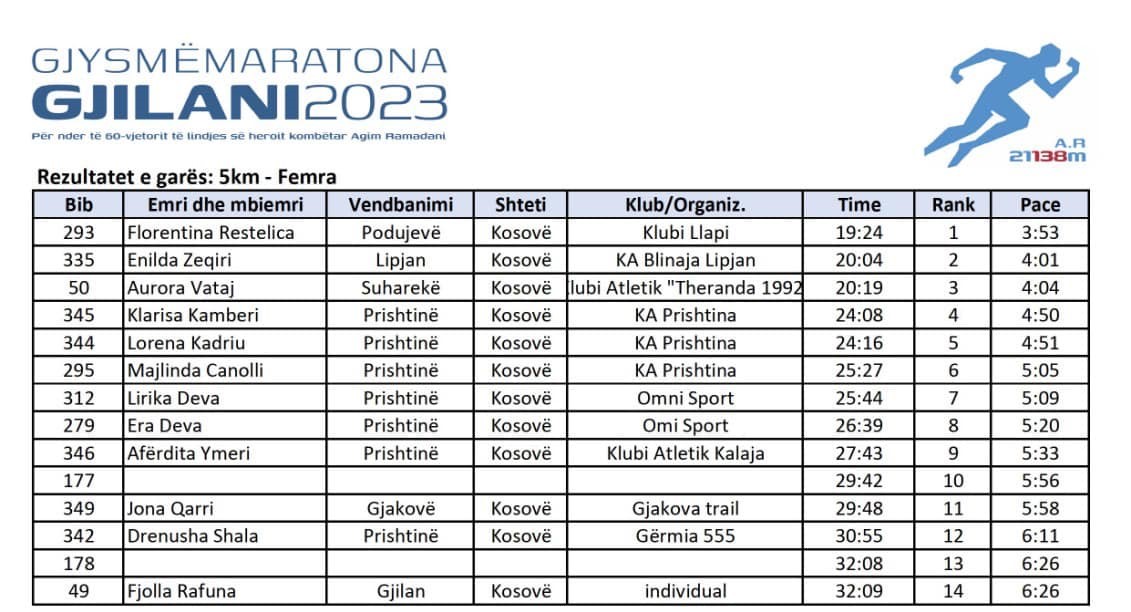 GJYSMËMARATONA
GJILANI2023
Për nder të 60-vjetorit të lindjes së heroit kombëtar Agim Ramadani
A.R
21138m
Rezultatet e garës: 5km - Femra
Bib Emri dhe mbiemri Vendbanimi Shteti Klub/Organiz. Time Rank Pace
293 Florentina Restelica Podujevë Kosovë Klubi Llapi 19:24 1 3:53
335 Enilda Zeqiri Lipjan Kosovë KA Blinaja Lipjan 20:04 2 4:01
50 Aurora Vataj Suharekë Kosovë lubi Atletik "Theranda 1992 20:19 3 4:04
345 Klarisa Kamberi Prishtinë Kosovë KA Prishtina 24:08 4 4:50
344 Lorena Kadriu Prishtinë Kosovë KA Prishtina 24:16 5 4:51
295 Majlinda Canolli Prishtinë Kosovë KA Prishtina 25:27 6 5:05
312 Lirika Deva Prishtinë Kosovë Omni Sport 25:44 7 5:09
279 Era Deva Prishtinë Kosovë Omi Sport 26:39 8 5:20
346 Afërdita Ymeri Prishtinë Kosovë Klubi Atletik Kalaja 27:43 9 5:33
177 29:42 10 5:56
349 Jona Qarri Gjakovë Kosovë Gjakova trail 29:48 11 5:58
342 Drenusha Shala Prishtinë Kosovë Gërmia 555 30:55 12 6:11
178 32:08 13 6:26
49 Fjolla Rafuna Gjilan Kosovë individual 32:09 14 6:26